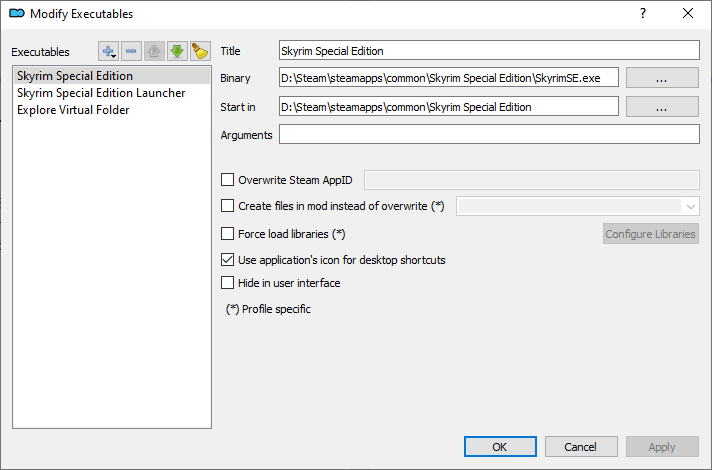 Modify Executables
Executables
Skyrim Special Edition
Skyrim Special Edition Launcher
Explore Virtual Folder
Title Skyrim Special Edition
Binary D:\Steam\steamapps\common\Skyrim Special Edition\SkyrimSE.exe ...
Start in D:\Steam\steamapps\common\Skyrim Special Edition ...
Arguments
Overwrite Steam AppID
Create files in mod instead of overwrite (*)
Force load libraries (*) Configure Libraries
Use application's icon for desktop shortcuts
Hide in user interface
(*) Profile specific
OK Cancel Apply